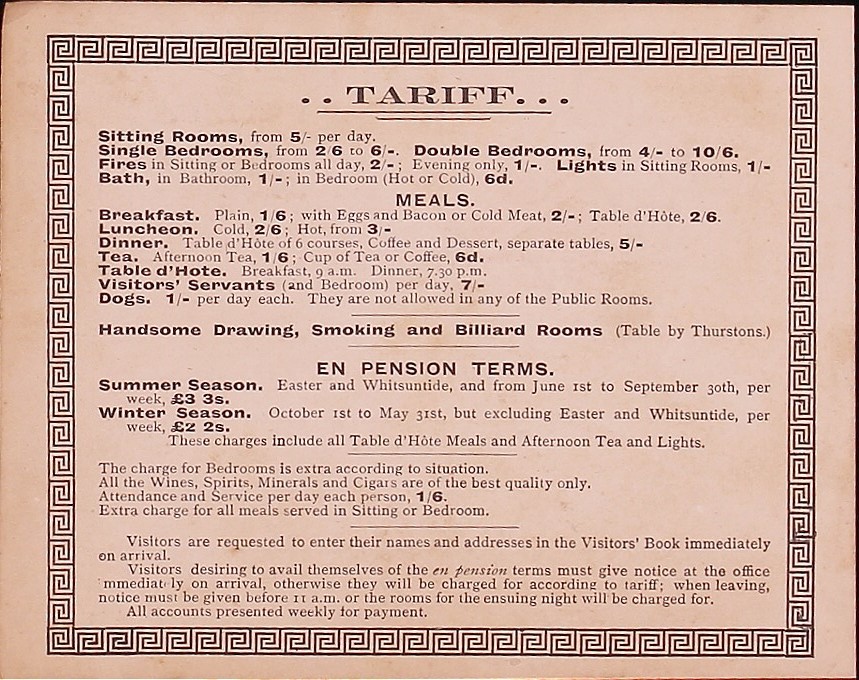 . . TARIFF. . .
Sitting Rooms, from 5/- per day.
Single Bedrooms, from 2/6 to 6/-. Double Bedrooms, from 4/- to 10/6.
Fires in Sitting or Bedrooms all day, 2/-; Evening only, 1/-. Lights in Sitting Rooms, 1/-
Bath, in Bathroom, 1/-; in Bedroom (Hot or Cold), 6d.
MEALS.
Breakfast. Plain, 1/6; with Eggs and Bacon or Cold Meat, 2/-; Table d'Hôte, 2/6.
Luncheon. Cold, 2/6; Hot, from 3/-
Dinner. Table d'Hôte of 6 courses, Coffee and Dessert, separate tables, 5/-
Tea. Afternoon Tea, 1/6; Cup of Tea or Coffee, 6d.
Table d'Hote. Breakfast, 9 a.m. Dinner, 7.30 p.m.
Visitors' Servants (and Bedroom) per day, 7/-
Dogs. 1/- per day each. They are not allowed in any of the Public Rooms.
Handsome Drawing, Smoking and Billiard Rooms (Table by Thurstons.)
EN PENSION TERMS.
Summer Season. Easter and Whitsuntide, and from June 1st to September 30th, per
week, £3 3s.
Winter Season. October 1st to May 31st, but excluding Easter and Whitsuntide, per
week, £2 2s.
These charges include all Table d'Hôte Meals and Afternoon Tea and Lights.
The charge for Bedrooms is extra according to situation.
All the Wines, Spirits, Minerals and Cigars are of the best quality only.
Attendance and Service per day each person, 1/6.
Extra charge for all meals served in Sitting or Bedroom.
Visitors are requested to enter their names and addresses in the Visitors' Book immediately
on arrival.
Visitors desiring to avail themselves of the en pension terms must give notice at the office
mmediately on arrival, otherwise they will be charged for according to tariff; when leaving,
notice must be given before 11 a.m. or the rooms for the ensuing night will be charged for.
All accounts presented weekly for payment.